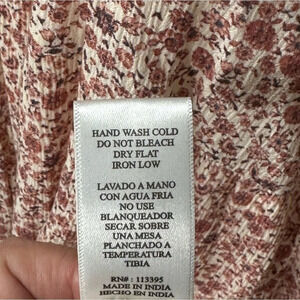 HAND WASH COLD
DO NOT BLEACH
DRY FLAT
IRON LOW
LAVADO A MANO
CON AGUA FRIA
NO USE
BLANQUEADOR
SECAR SOBRE
UNA MESA
PLANCHADO A
TEMPERATURA
TIBIA
RN# : 113395
MADE IN INDIA
HECHO EN INDIA